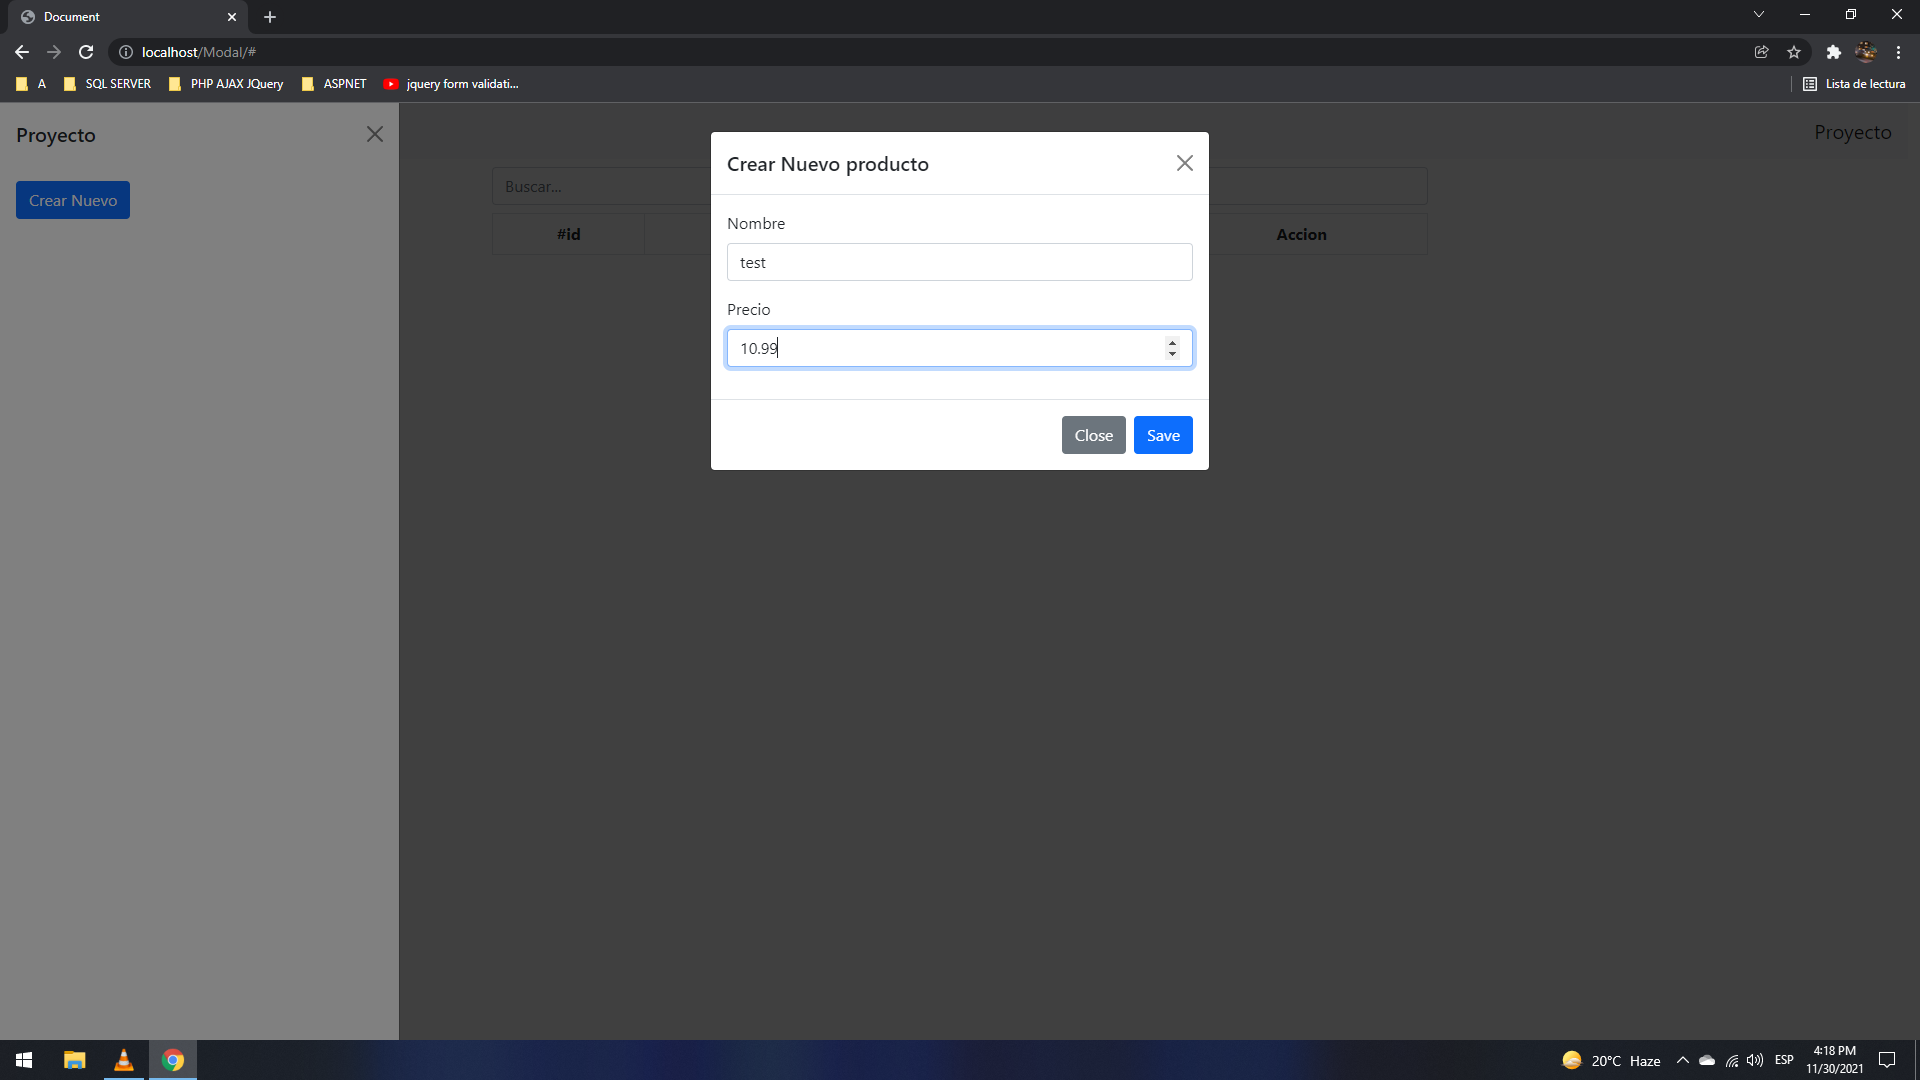 Document
localhost/Modal/#
A SQL SERVER PHP AJAX JQuery ASPNET jquery form validati... Lista de lectura
Proyecto
Crear Nuevo
Proyecto
Buscar...
#id Accion
Crear Nuevo producto
Nombre
test
Precio
10.99
Close Save
20°C Haze ESP 4:18 PM
11/30/2021